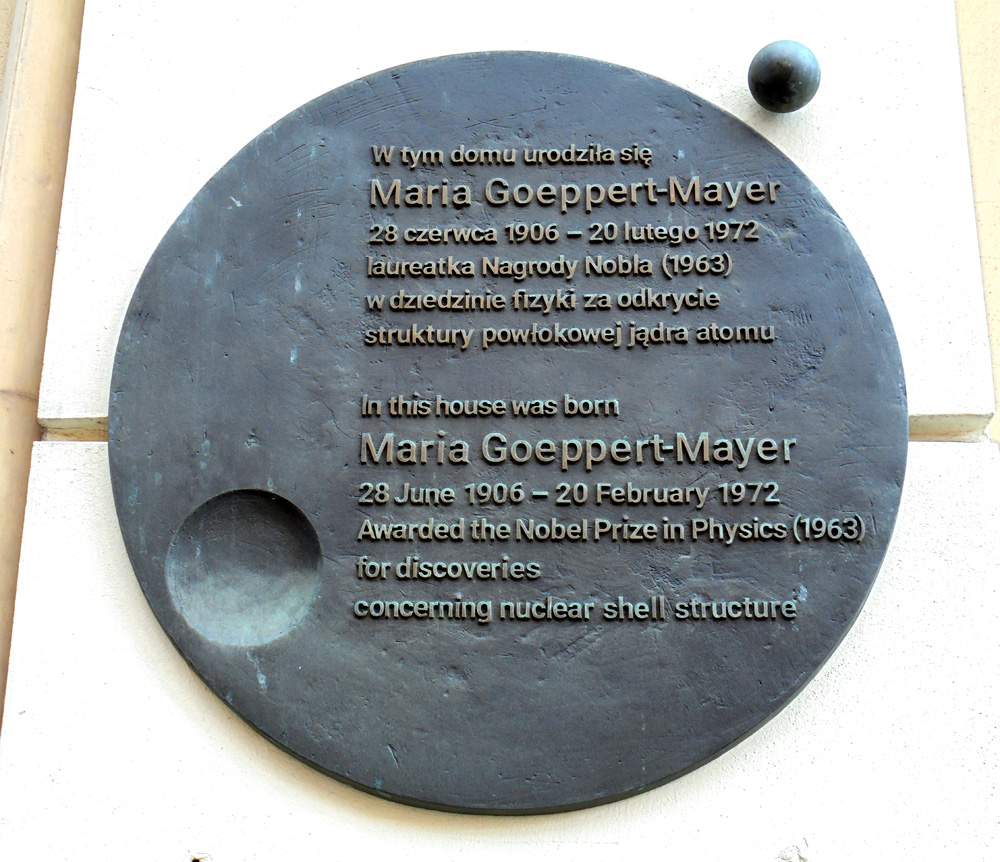 W tym domu urodziła się
Maria Goeppert-Mayer
28 czerwca 1906 – 20 lutego 1972
laureatka Nagrody Nobla (1963)
w dziedzinie fizyki za odkrycie
struktury powłokowej jądra atomu
In this house was born
Maria Goeppert-Mayer
28 June 1906 – 20 February 1972
Awarded the Nobel Prize in Physics (1963)
for discoveries
concerning nuclear shell structure